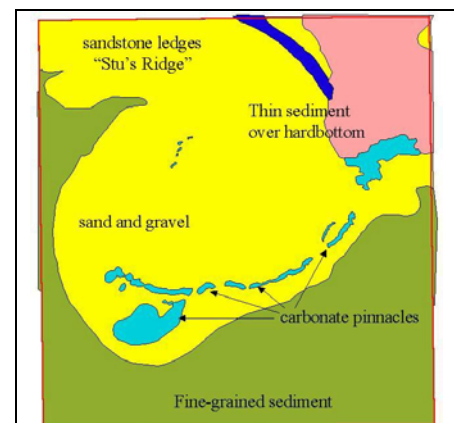 sandstone ledges
“Stu’s Ridge”
Thin sediment
over hardbottom
sand and gravel
carbonate pinnacles
Fine-grained sediment